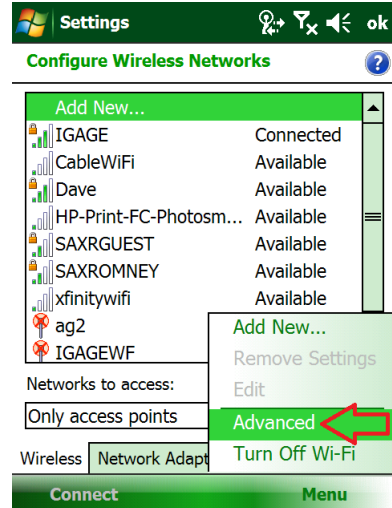 Settings
ok
Configure Wireless Networks
?
Add New...
IGAGE Connected
CableWiFi Available
Dave Available
HP-Print-FC-Photosm... Available
SAXRGUEST Available
SAXROMNEY Available
xfinitywifi Available
ag2
IGAGEWF
Add New...
Remove Settings
Edit
Advanced
Turn Off Wi-Fi
Networks to access:
Only access points
Wireless Network Adapt
Connect Menu